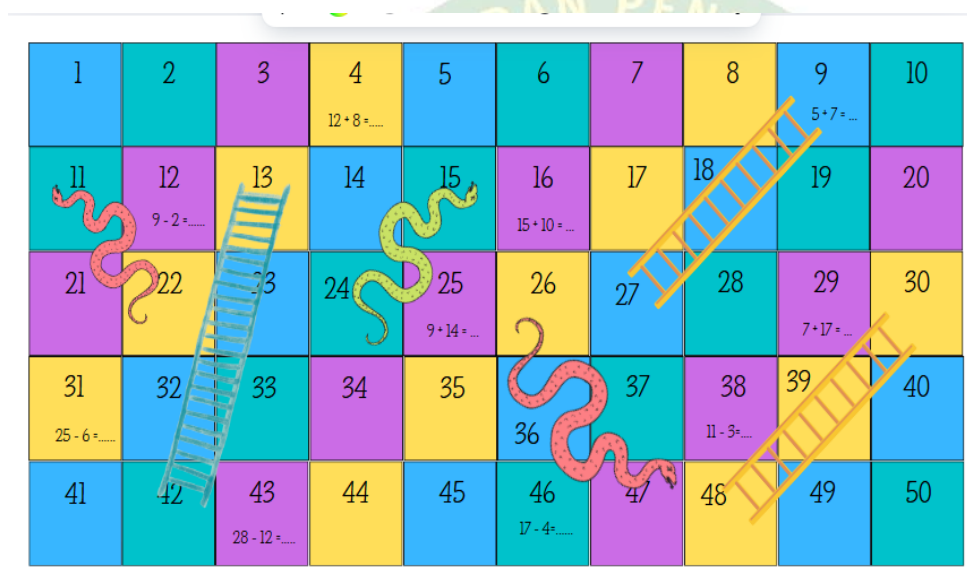 AN PEN
1 2 3 4 5 6 7 8 9 10
12 + 8 =.....
5 + 7 = ...
11 12 13 14 15 16 17 18 19 20
9 - 2 =......
15 + 10 = ...
21 22 23 24 25 26 27 28 29 30
9 + 14 = ...
7 + 17 = ...
31 32 33 34 35 36 37 38 39 40
25 - 6 =......
11 - 3=....
41 42 43 44 45 46 47 48 49 50
28 - 12 =.....
17 - 4=......